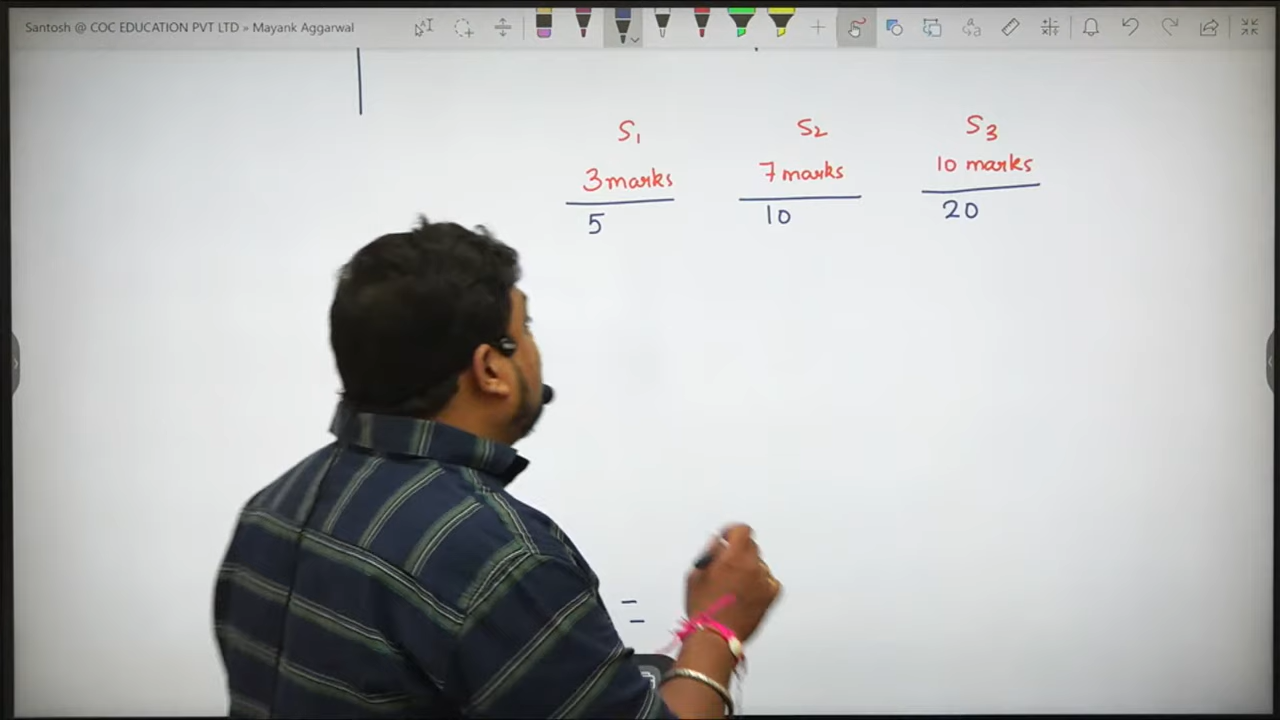 Santosh @ COC EDUCATION PVT LTD » Mayank Aggarwal
S1 S2 S3
3 marks 7 marks 10 marks
5 10 20
=